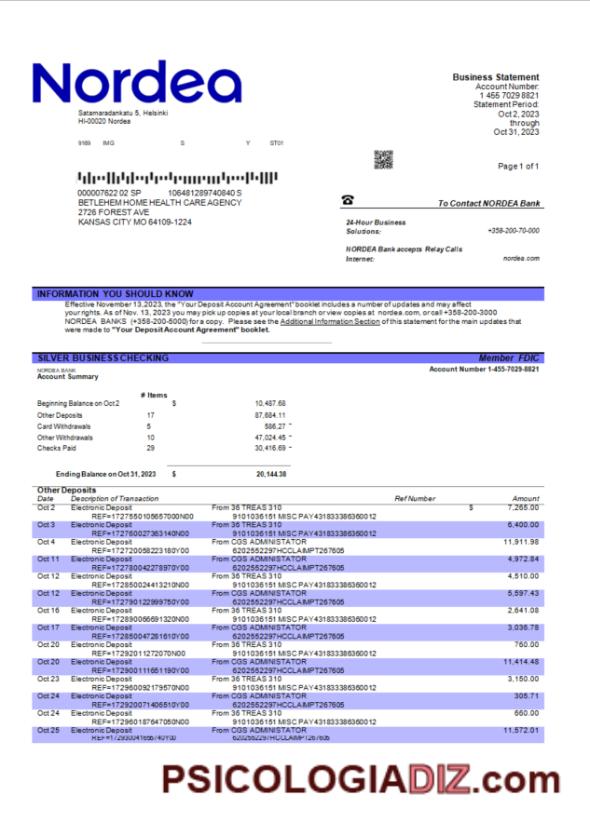 Nordea
Satamaradankatu 5, Helsinki
HI-00020 Nordea
9169 IMG S Y ST01
Business Statement
Account Number:
1 455 7029 8821
Statement Period:
Oct 2, 2023
through
Oct 31, 2023
Page 1 of 1
000007622 02 SP 106481289740840 S
BETLEHEM HOME HEALTH CARE AGENCY
2726 FOREST AVE
KANSAS CITY MO 64109-1224
☎ To Contact NORDEA Bank
24-Hour Business
Solutions: +358-200-70-000
NORDEA Bank accepts Relay Calls
Internet: nordea.com
INFORMATION YOU SHOULD KNOW
Effective November 13,2023, the "Your Deposit Account Agreement" booklet includes a number of updates and may affect
your rights. As of Nov. 13, 2023 you may pick up copies at your local branch or view copies at nordea.com, or call +358-200-3000
NORDEA BANKS (+358-200-5000) for a copy. Please see the Additional Information Section of this statement for the main updates that
were made to "Your Deposit Account Agreement" booklet.
SILVER BUSINESS CHECKING Member FDIC
NORDEA BANK Account Number 1-455-7029-8821
Account Summary
# Items
Beginning Balance on Oct 2 $ 10,487.68
Other Deposits 17 87,684.11
Card Withdrawals 5 586,27 -
Other Withdrawals 10 47,024.45 -
Checks Paid 29 30,416.69 -
Ending Balance on Oct 31, 2023 $ 20,144.38
Other Deposits
Date Description of Transaction Ref Number Amount
Oct 2 Electronic Deposit From 36 TREAS 310 $ 7,265.00
REF=1727550105657000N00 9101036151 MISC PAY431833386360012
Oct 3 Electronic Deposit From 36 TREAS 310 6,400.00
REF=172760027363140N00 9101036151 MISC PAY431833386360012
Oct 4 Electronic Deposit From CGS ADMINISTATOR 11,911.98
REF=172720058223180Y00 6202552297HCCLAIMPT267605
Oct 11 Electronic Deposit From CGS ADMINISTATOR 4,972.84
REF=172780042278970Y00 6202552297HCCLAIMPT267605
Oct 12 Electronic Deposit From 36 TREAS 310 4,510.00
REF=172850024413210N00 9101036151 MISC PAY431833386360012
Oct 12 Electronic Deposit From CGS ADMINISTATOR 5,597.43
REF=172790122999750Y00 6202552297HCCLAIMPT267605
Oct 16 Electronic Deposit From 36 TREAS 310 2,641.08
REF=172890066691320N00 9101036151 MISC PAY431833386360012
Oct 17 Electronic Deposit From CGS ADMINISTATOR 3,036.78
REF=172850047281610Y00 6202552297HCCLAIMPT267605
Oct 20 Electronic Deposit From 36 TREAS 310 760.00
REF=17292011272070N00 9101036151 MISC PAY431833386360012
Oct 20 Electronic Deposit From CGS ADMINISTATOR 11,414.48
REF=172900111651190Y00 6202552297HCCLAIMPT267605
Oct 23 Electronic Deposit From 36 TREAS 310 3,150.00
REF=172960092179570N00 9101036151 MISC PAY431833386360012
Oct 24 Electronic Deposit From CGS ADMINISTATOR 305.71
REF=172920071406510Y00 6202552297HCCLAIMPT267605
Oct 24 Electronic Deposit From 36 TREAS 310 660.00
REF=172960187647050N00 9101036151 MISC PAY431833386360012
Oct 25 Electronic Deposit From CGS ADMINISTATOR 11,572.01
REF=172930041656740Y00 6202552297HCCLAIMPT267605
PSICOLOGIADIZ.com